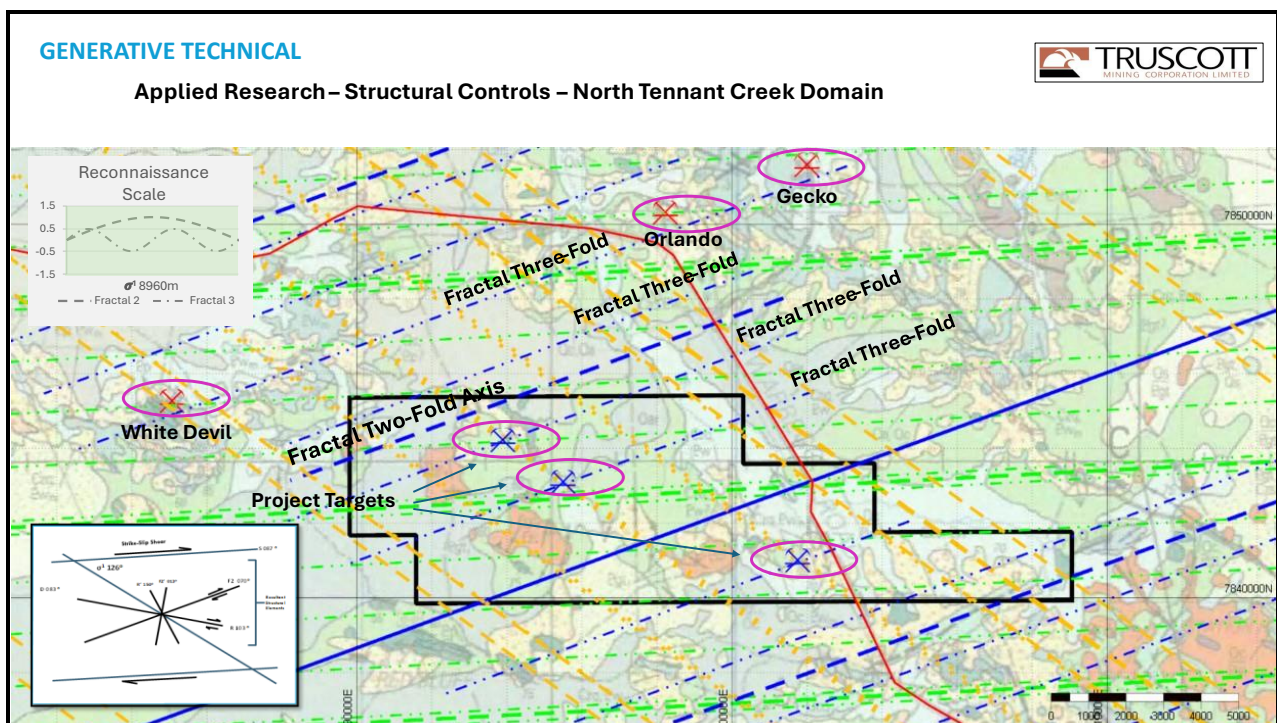 GENERATIVE TECHNICAL
TRUSCOTT
MINING CORPORATION LIMITED
Applied Research – Structural Controls – North Tennant Creek Domain
Reconnaissance
Scale
1.5
0.5
-0.5
-1.5
σ¹ 8960m
Fractal 2
Fractal 3
Gecko
7850000N
Orlando
Fractal Three-Fold
Fractal Three-Fold
Fractal Three-Fold
Fractal Three-Fold
White Devil
Fractal Two-Fold Axis
Project Targets
7840000N
Strike-Slip Shear
σ¹ 126°
0 1000 2000 3000 4000 5000